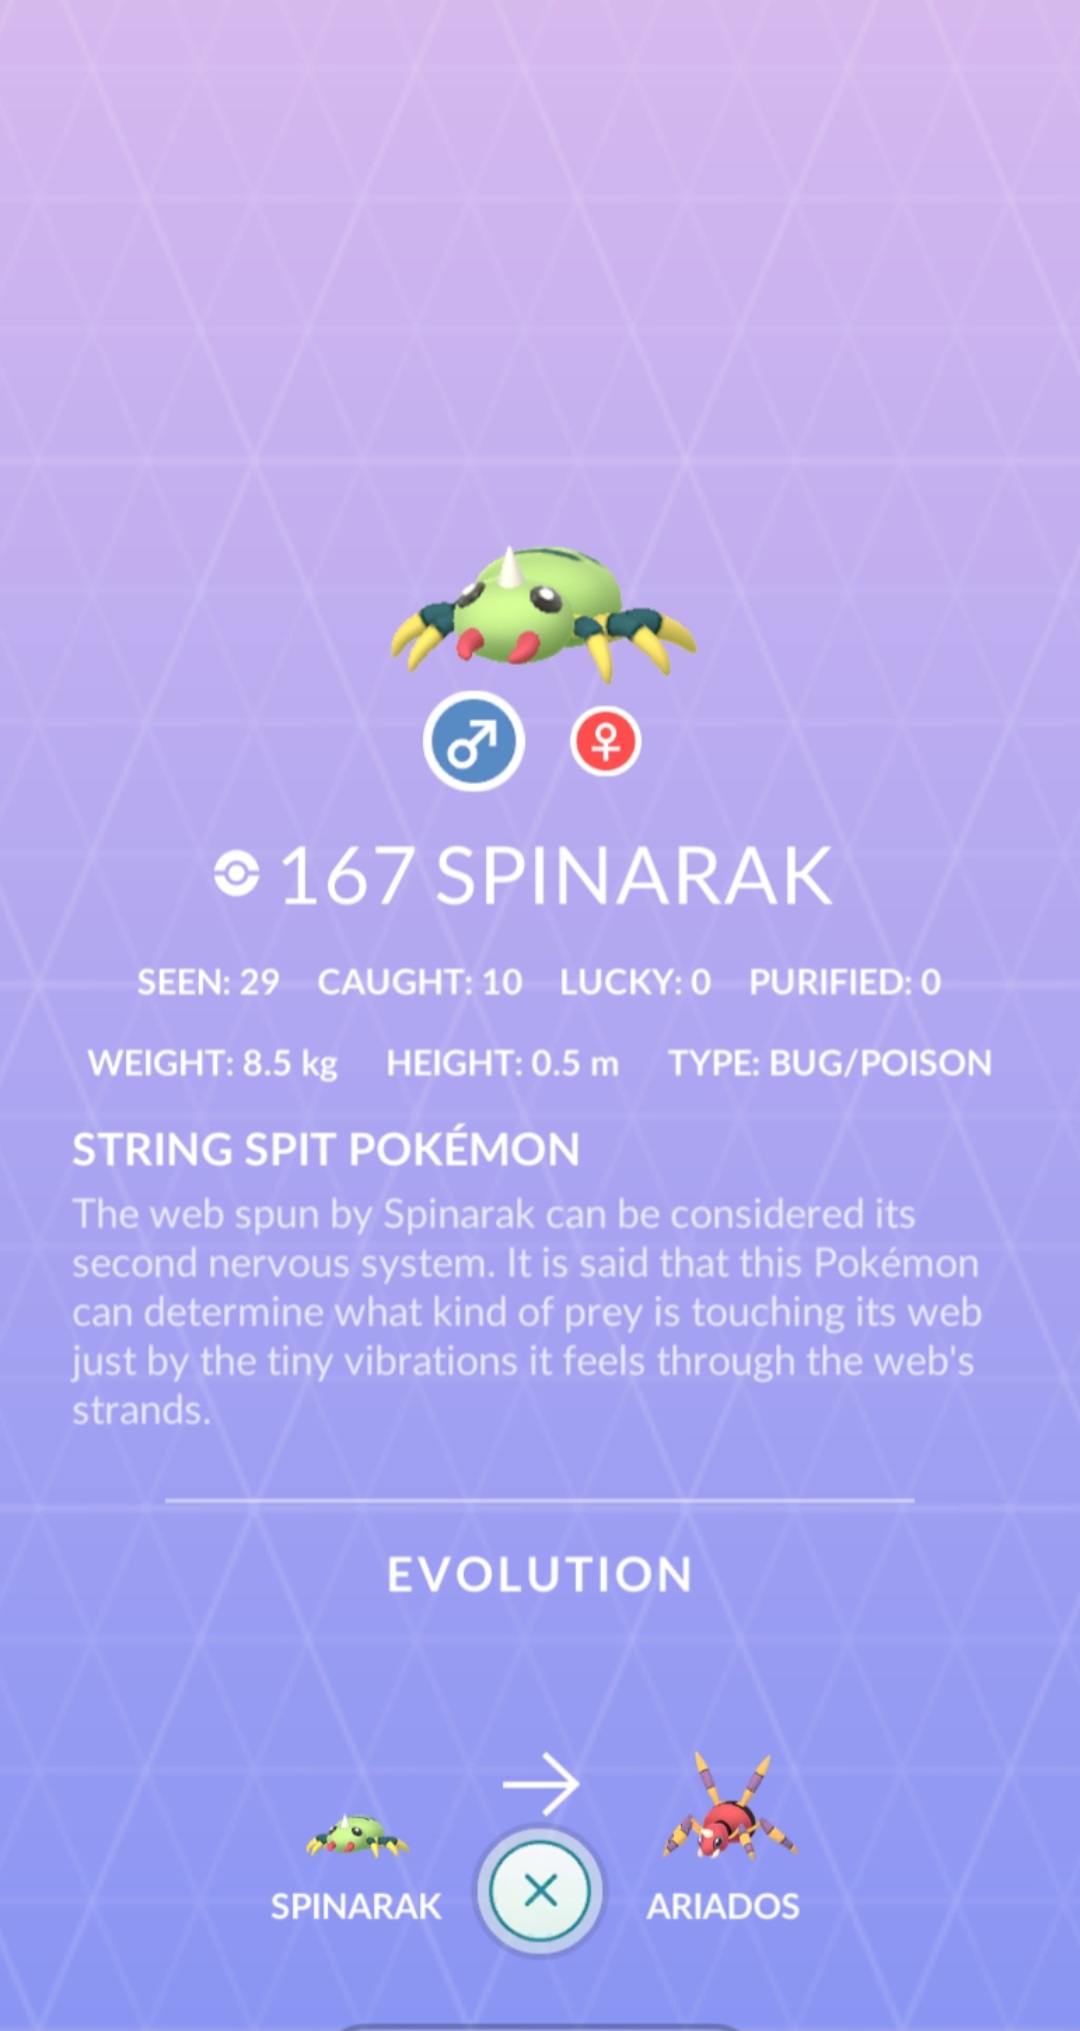 167 SPINARAK
SEEN: 29 CAUGHT: 10 LUCKY: 0 PURIFIED: 0
WEIGHT: 8.5 kg HEIGHT: 0.5 m TYPE: BUG/POISON
STRING SPIT POKÉMON
The web spun by Spinarak can be considered its
second nervous system. It is said that this Pokémon
can determine what kind of prey is touching its web
just by the tiny vibrations it feels through the web's
strands.
EVOLUTION
SPINARAK ARIADOS